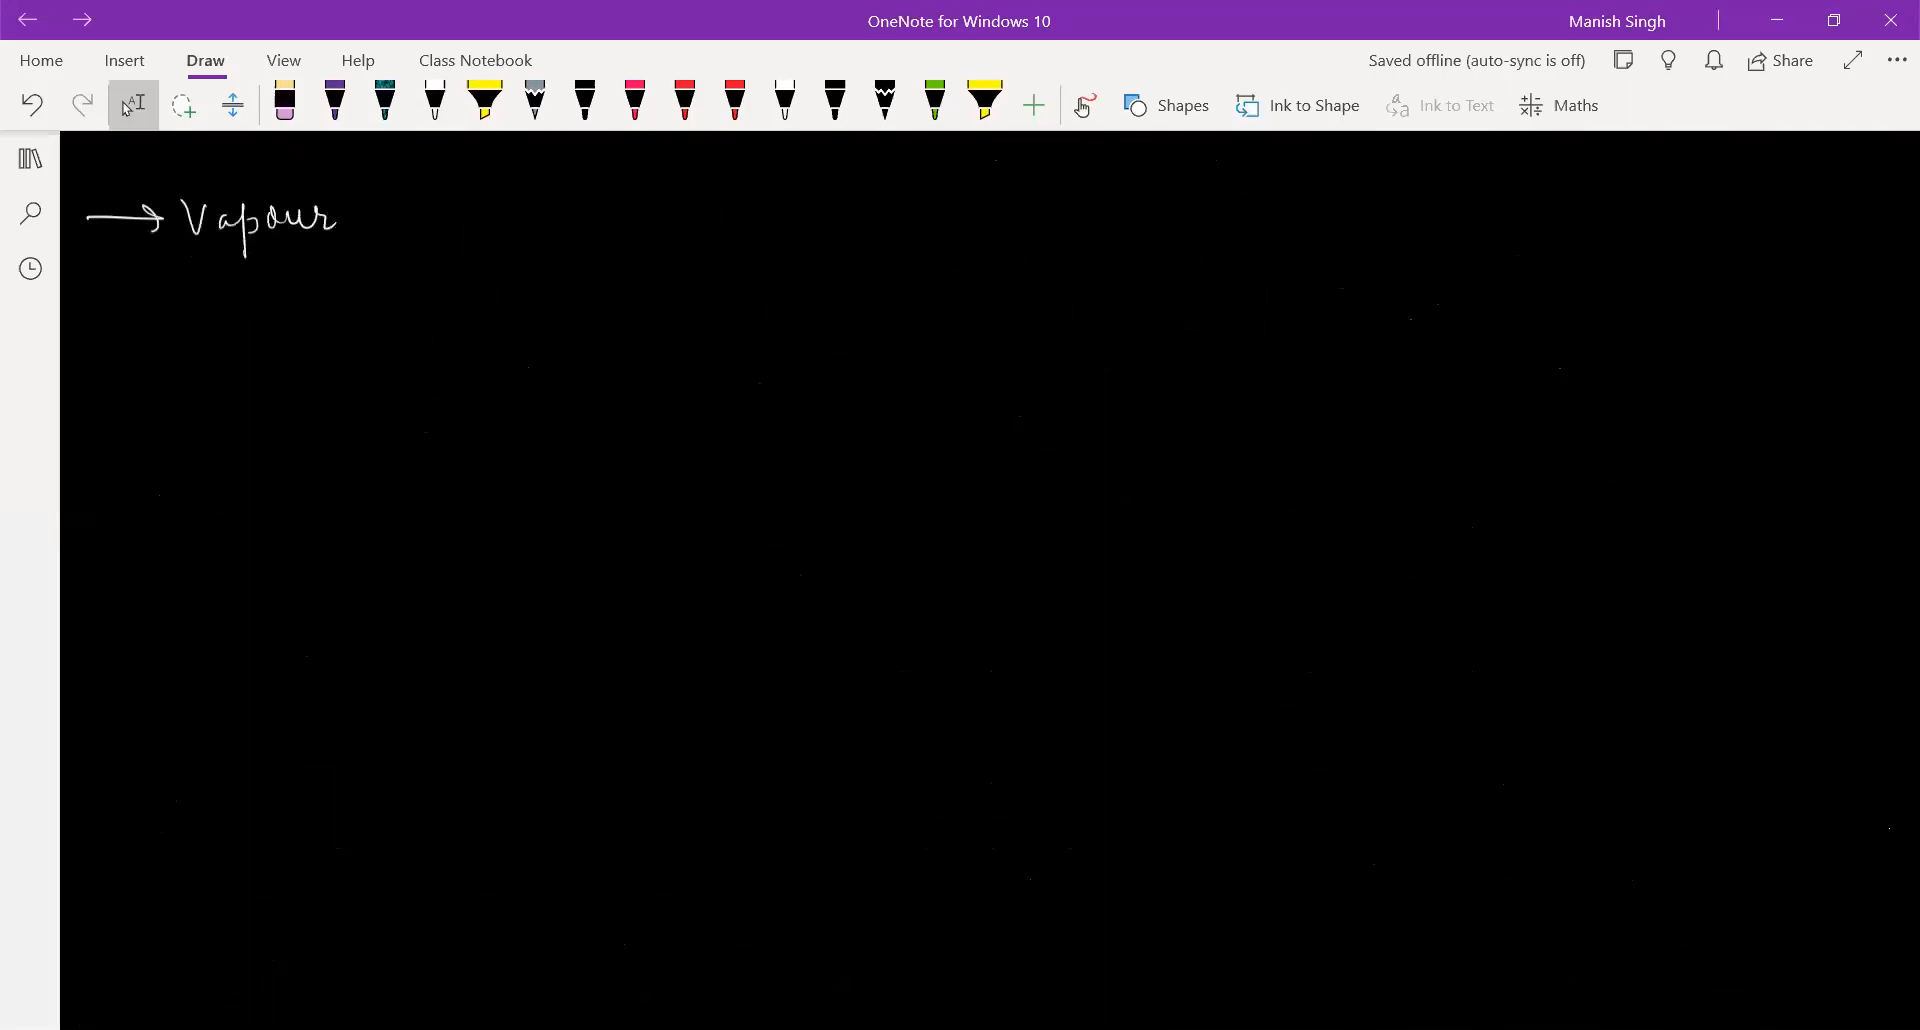 OneNote for Windows 10
Manish Singh
Home Insert Draw View Help Class Notebook
Saved offline (auto-sync is off) Share
Shapes Ink to Shape Ink to Text Maths
→ Vapour